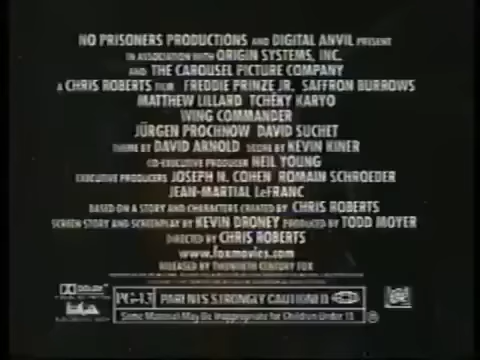 NO PRISONERS PRODUCTIONS AND DIGITAL ANVIL PRESENT
IN ASSOCIATION WITH ORIGIN SYSTEMS, INC.
AND THE CAROUSEL PICTURE COMPANY
A CHRIS ROBERTS FILM FREDDIE PRINZE JR. SAFFRON BURROWS
MATTHEW LILLARD TCHÉKY KARYO
WING COMMANDER
JÜRGEN PROCHNOW DAVID SUCHET
THEME BY DAVID ARNOLD SCORE BY KEVIN KINER
CO-EXECUTIVE PRODUCER NEIL YOUNG
EXECUTIVE PRODUCERS JOSEPH N. COHEN ROMAIN SCHROEDER
JEAN-MARTIAL LeFRANC
BASED ON A STORY AND CHARACTERS CREATED BY CHRIS ROBERTS
SCREEN STORY AND SCREENPLAY BY KEVIN DRONEY PRODUCED BY TODD MOYER
DIRECTED BY CHRIS ROBERTS
www.foxmovies.com
RELEASED BY TWENTIETH CENTURY FOX
DOLBY
PG-13 PARENTS STRONGLY CAUTIONED
Some Material May Be Inappropriate for Children Under 13